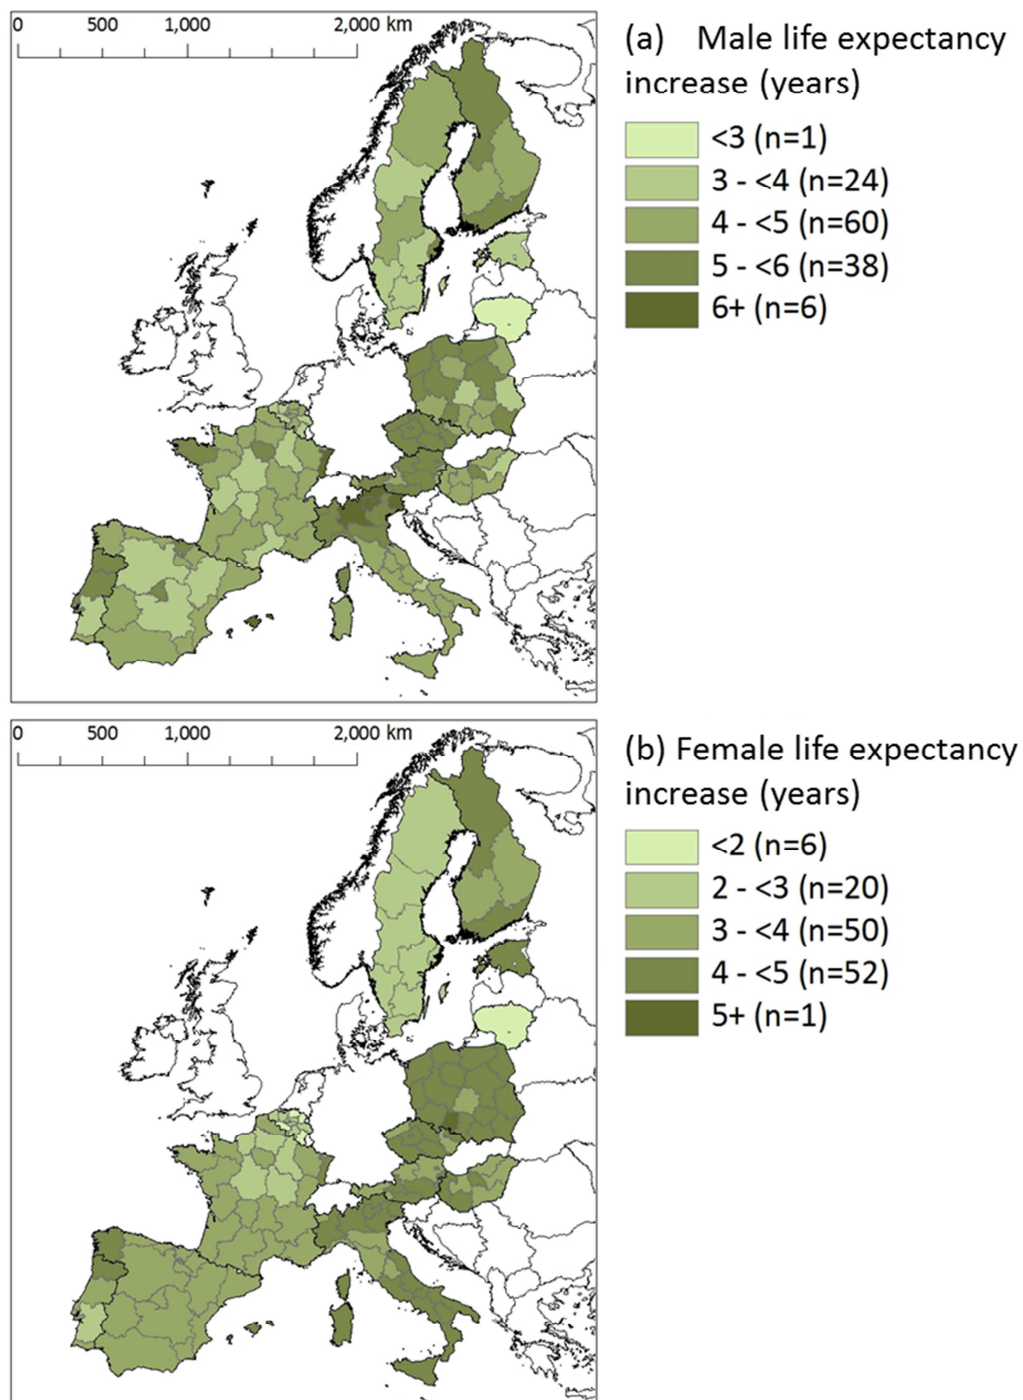 0 500 1,000 2,000 km
(a) Male life expectancy
increase (years)
<3 (n=1)
3 - <4 (n=24)
4 - <5 (n=60)
5 - <6 (n=38)
6+ (n=6)
0 500 1,000 2,000 km
(b) Female life expectancy
increase (years)
<2 (n=6)
2 - <3 (n=20)
3 - <4 (n=50)
4 - <5 (n=52)
5+ (n=1)